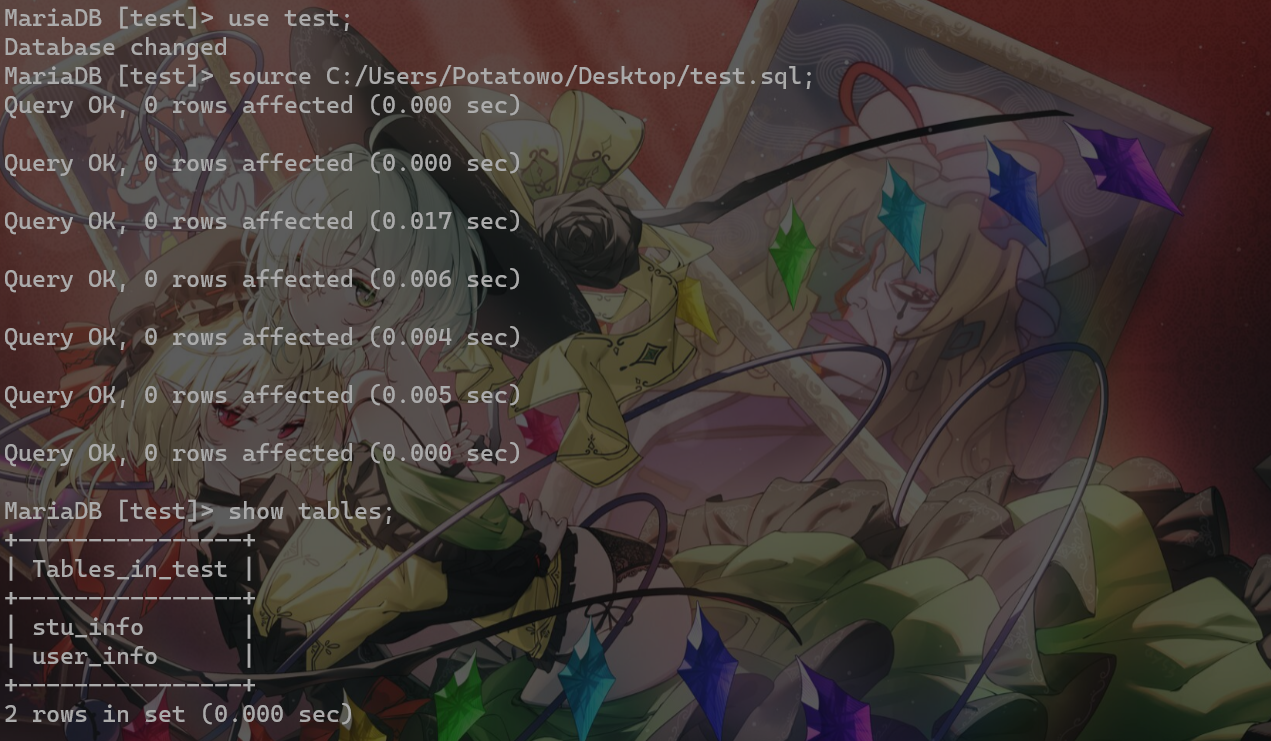 MariaDB [test]> use test;
Database changed
MariaDB [test]> source C:/Users/Potatowo/Desktop/test.sql;
Query OK, 0 rows affected (0.000 sec)
Query OK, 0 rows affected (0.000 sec)
Query OK, 0 rows affected (0.017 sec)
Query OK, 0 rows affected (0.006 sec)
Query OK, 0 rows affected (0.004 sec)
Query OK, 0 rows affected (0.005 sec)
Query OK, 0 rows affected (0.000 sec)
MariaDB [test]> show tables;
+----------------+
| Tables_in_test |
+----------------+
| stu_info       |
| user_info      |
+----------------+
2 rows in set (0.000 sec)